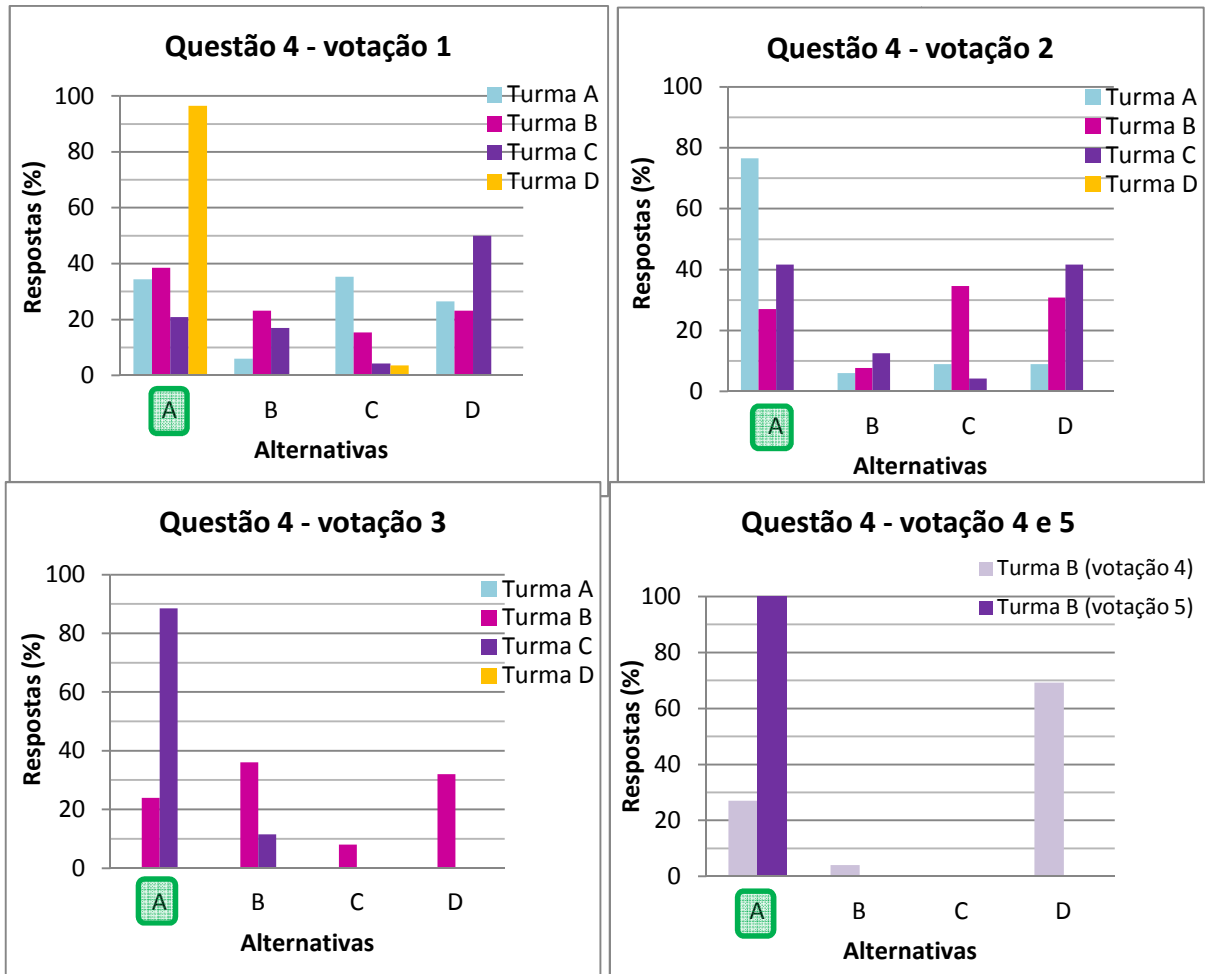 Questão 4 - votação 1
Turma A
Turma B
Turma C
Turma D
Respostas (%)
100
80
60
40
20
0
A B C D
Alternativas
Questão 4 - votação 2
Turma A
Turma B
Turma C
Turma D
Respostas (%)
100
80
60
40
20
0
A B C D
Alternativas
Questão 4 - votação 3
Turma A
Turma B
Turma C
Turma D
Respostas (%)
100
80
60
40
20
0
A B C D
Alternativas
Questão 4 - votação 4 e 5
Turma B (votação 4)
Turma B (votação 5)
Respostas (%)
100
80
60
40
20
0
A B C D
Alternativas